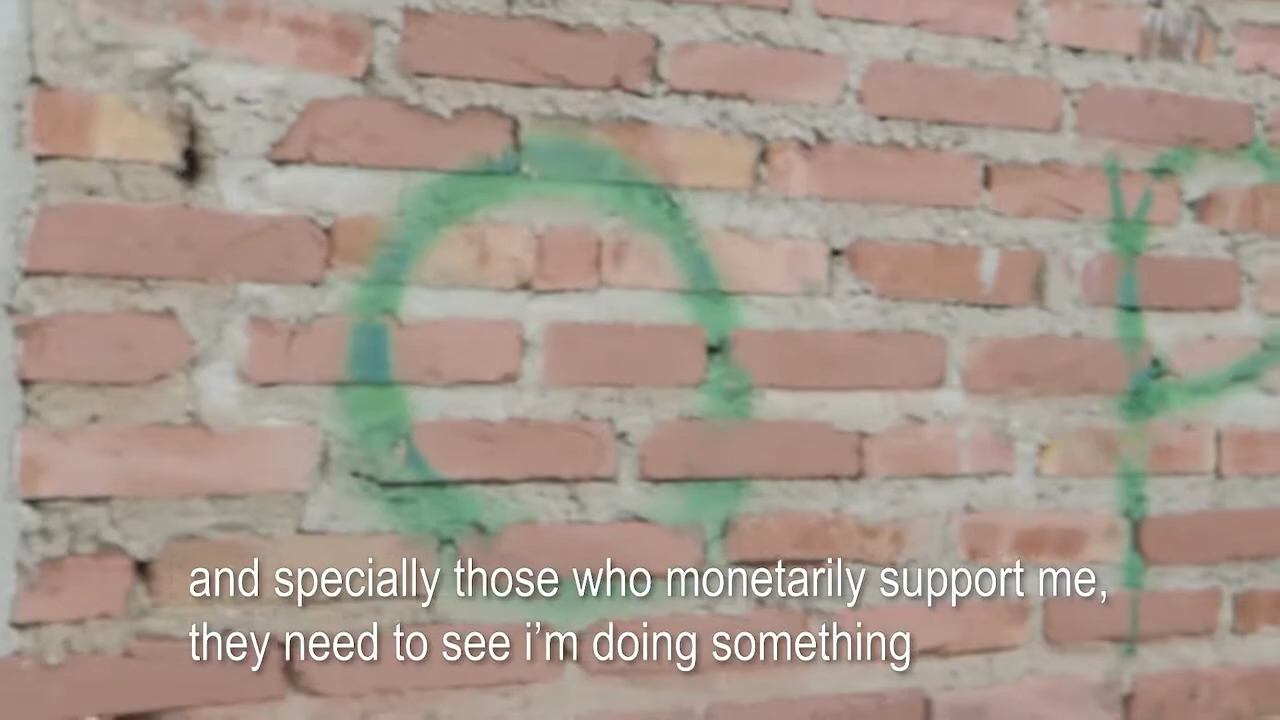 and specially those who monetarily support me,
they need to see i’m doing something